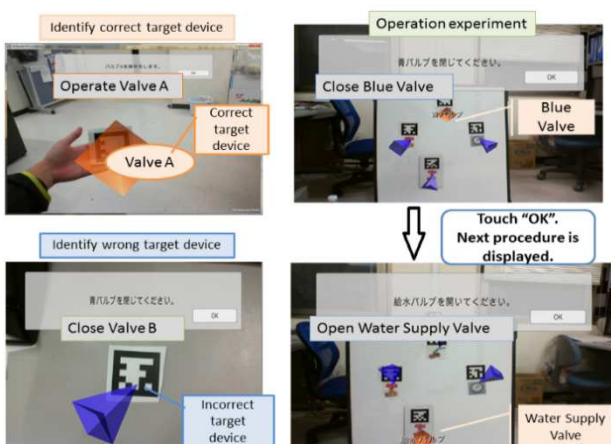 Identify correct target device
Operate Valve A
OK
Correct
target
device
Valve A
Operation experiment
青バルブを閉じてください。
OK
Close Blue Valve
Blue
Valve
Touch "OK".
Next procedure is
displayed.
Identify wrong target device
青バルブを閉じてください。
OK
Close Valve B
Incorrect
target
device
給水バルブを開いてください。
OK
Open Water Supply Valve
Water Supply
Valve